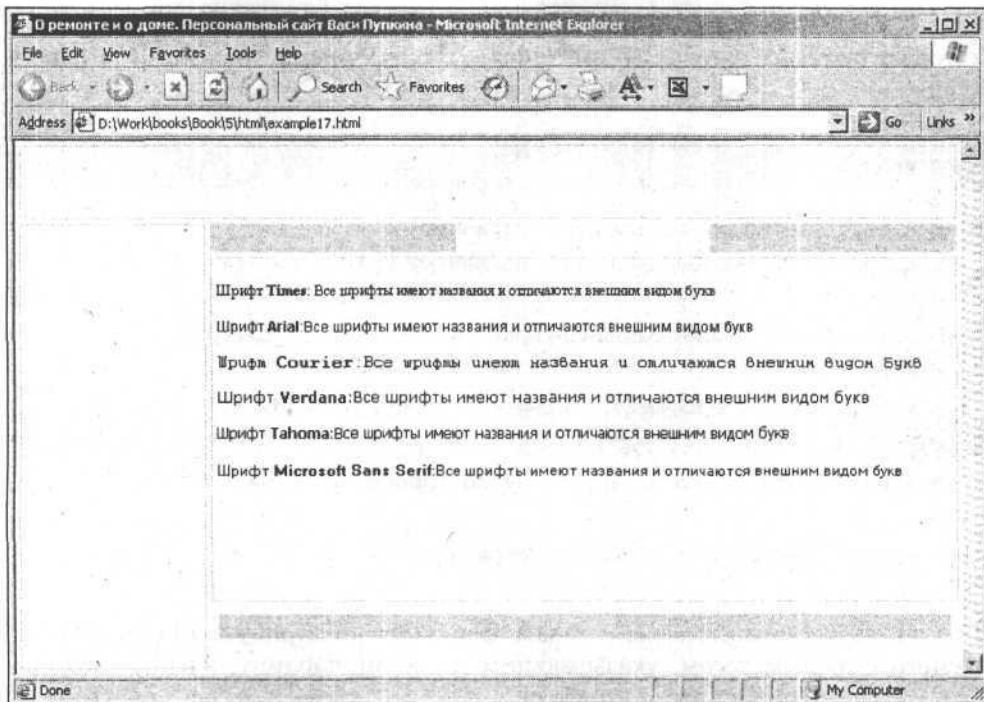 О ремонте и о доме. Персональный сайт Васи Пупкина - Microsoft Internet Explorer
File Edit View Favorites Tools Help
Back Search Favorites
Address D:\Work\books\Book\5\html\example17.html Go Links »
Шрифт Times: Все шрифты имеют названия и отличаются внешним видом букв
Шрифт Arial:Все шрифты имеют названия и отличаются внешним видом букв
Шрифт Courier:Все шрифты имеют названия и отличаются внешним видом букв
Шрифт Verdana:Все шрифты имеют названия и отличаются внешним видом букв
Шрифт Tahoma:Все шрифты имеют названия и отличаются внешним видом букв
Шрифт Microsoft Sans Serif:Все шрифты имеют названия и отличаются внешним видом букв
Done My Computer